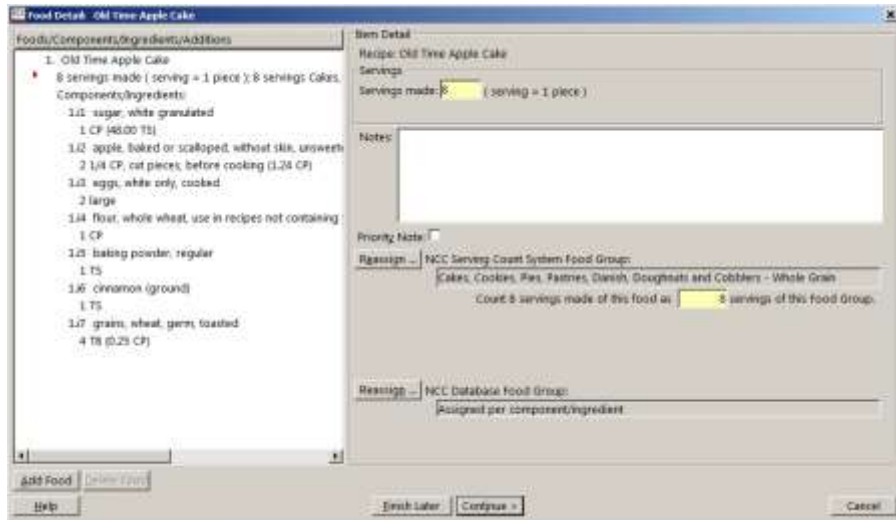 Food Detail: Old Time Apple Cake
Foods/Components/Ingredients/Additions
1. Old Time Apple Cake
8 servings made ( serving = 1 piece ); 8 servings Cakes,
Components/Ingredients:
1.i1 sugar, white granulated
1 CP (48.00 TS)
1.i2 apple, baked or scalloped, without skin, unsweete
2 1/4 CP, cut pieces, before cooking (1.24 CP)
1.i3 eggs, white only, cooked
2 large
1.i4 flour, whole wheat, use in recipes not containing
1 CP
1.i5 baking powder, regular
1 TS
1.i6 cinnamon (ground)
1 TS
1.i7 grains, wheat, germ, toasted
4 TB (0.25 CP)
Add Food
Delete Food
Help
Item Detail
Recipe: Old Time Apple Cake
Servings
Servings made: 8 ( serving = 1 piece )
Notes:
Priority Note:
Reassign ... NCC Serving Count System Food Group:
Cakes, Cookies, Pies, Pastries, Danish, Doughnuts and Cobblers - Whole Grain
Count 8 servings made of this food as 8 servings of this Food Group.
Reassign ... NCC Database Food Group:
Assigned per component/ingredient
Finish Later
Continue >
Cancel